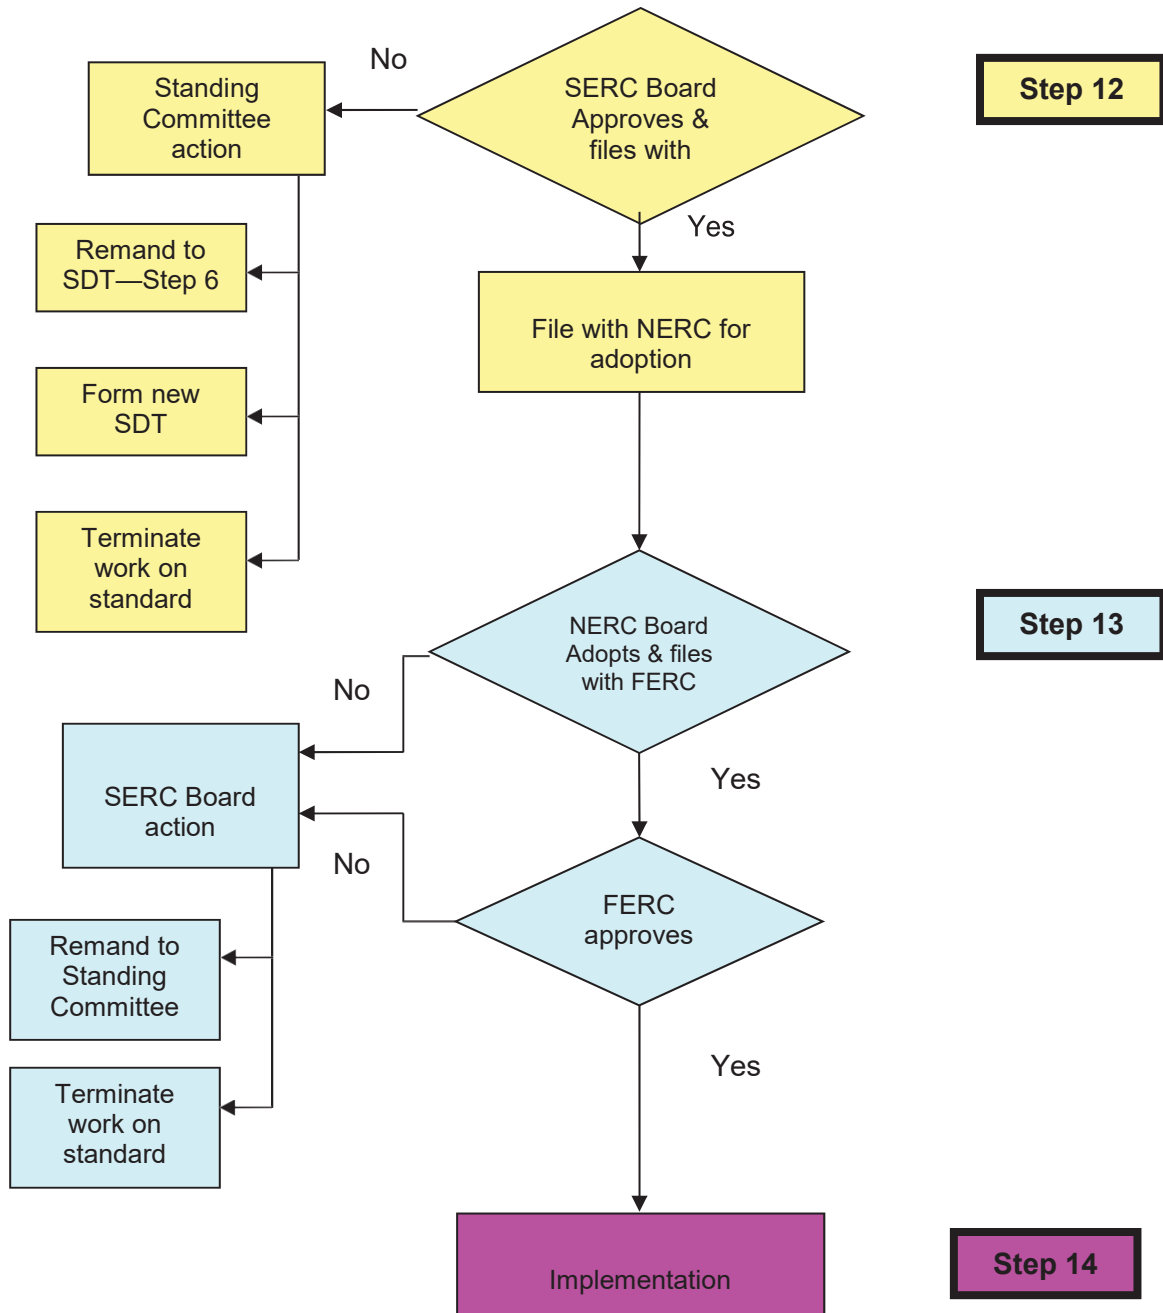 No
Standing
Committee
action
SERC Board
Approves &
files with
Step 12
Yes
Remand to
SDT—Step 6
File with NERC for
adoption
Form new
SDT
Terminate
work on
standard
NERC Board
Adopts & files
with FERC
Step 13
No
Yes
SERC Board
action
No
FERC
approves
Remand to
Standing
Committee
Yes
Terminate
work on
standard
Implementation
Step 14